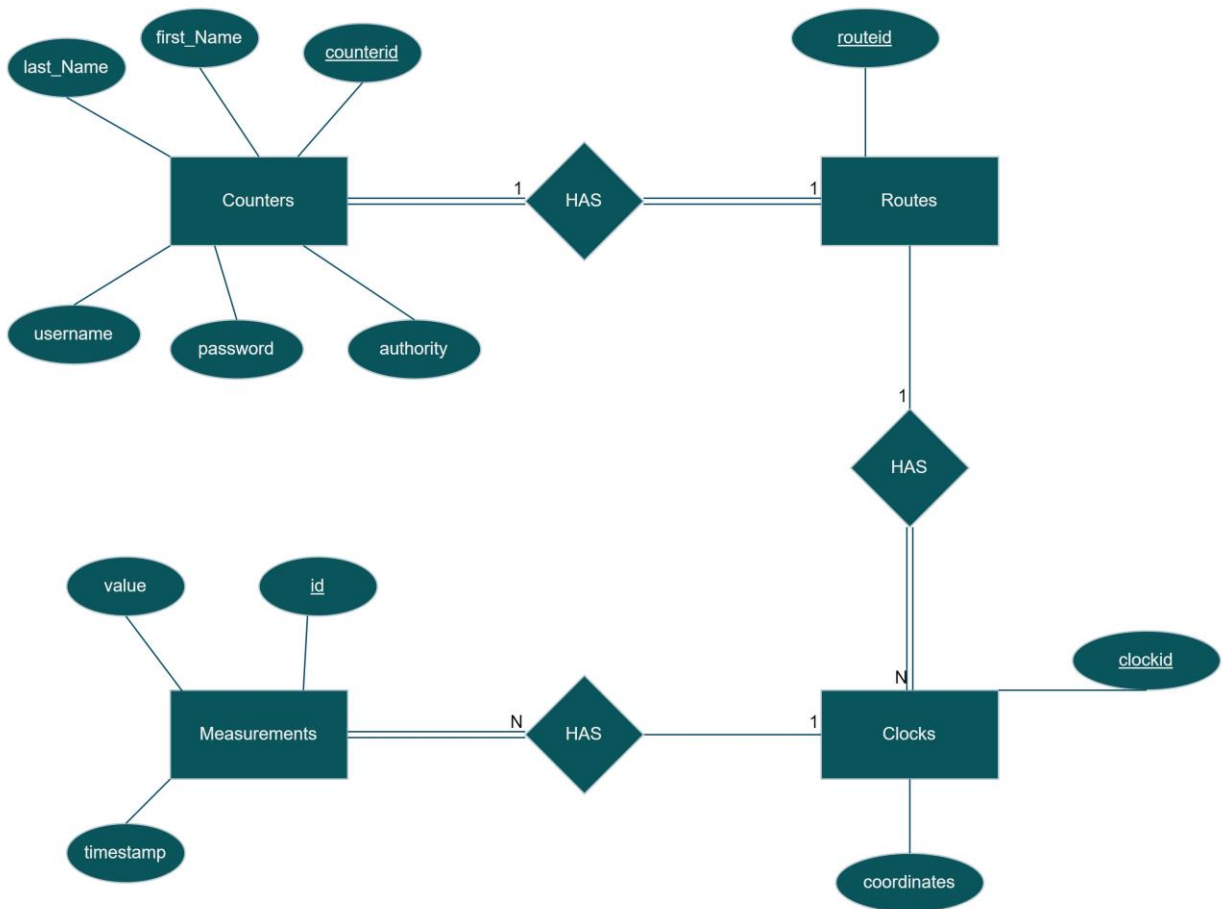 first_Name
counterid
routeid
last_Name
Counters
1
HAS
1
Routes
username
password
authority
1
HAS
value
id
clockid
N
Measurements
N
HAS
1
Clocks
timestamp
coordinates